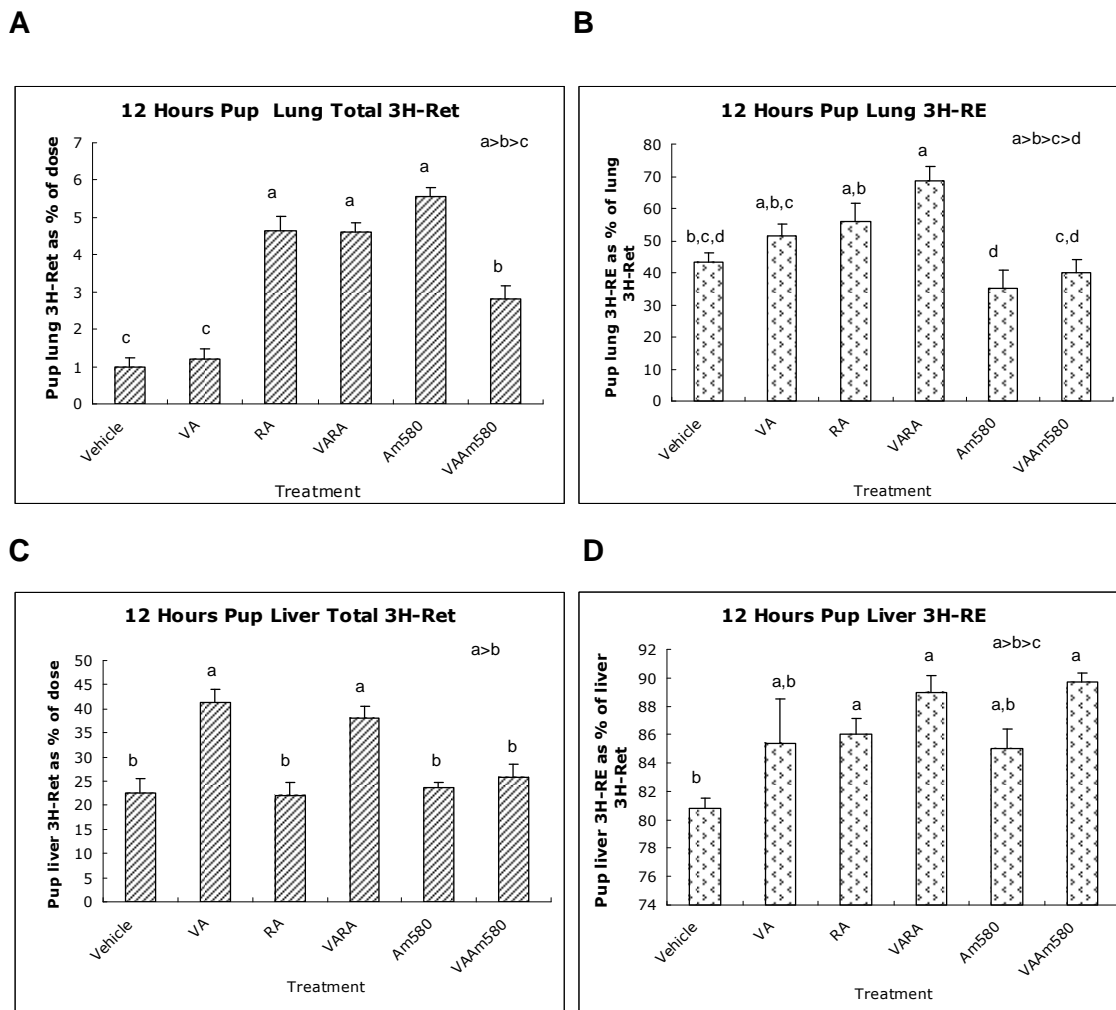 A
12 Hours Pup Lung Total 3H-Ret
a>b>c
Pup lung 3H-Ret as % of dose
7
6
5
4
3
2
1
0
c
c
a
a
a
b
Vehicle
VA
RA
VARA
Am580
VAAm580
Treatment
B
12 Hours Pup Lung 3H-RE
a>b>c>d
Pup lung 3H-RE as % of lung
3H-Ret
80
70
60
50
40
30
20
10
0
b,c,d
a,b,c
a,b
a
d
c,d
Vehicle
VA
RA
VARA
Am580
VAAm580
Treatment
C
12 Hours Pup Liver Total 3H-Ret
a>b
Pup liver 3H-Ret as % of dose
50
45
40
35
30
25
20
15
10
5
0
b
a
b
a
b
b
Vehicle
VA
RA
VARA
Am580
VAAm580
Treatment
D
12 Hours Pup Liver 3H-RE
a>b>c
Pup liver 3H-RE as % of liver
3H-Ret
92
90
88
86
84
82
80
78
76
74
b
a,b
a
a
a,b
a
Vehicle
VA
RA
VARA
Am580
VAAm580
Treatment